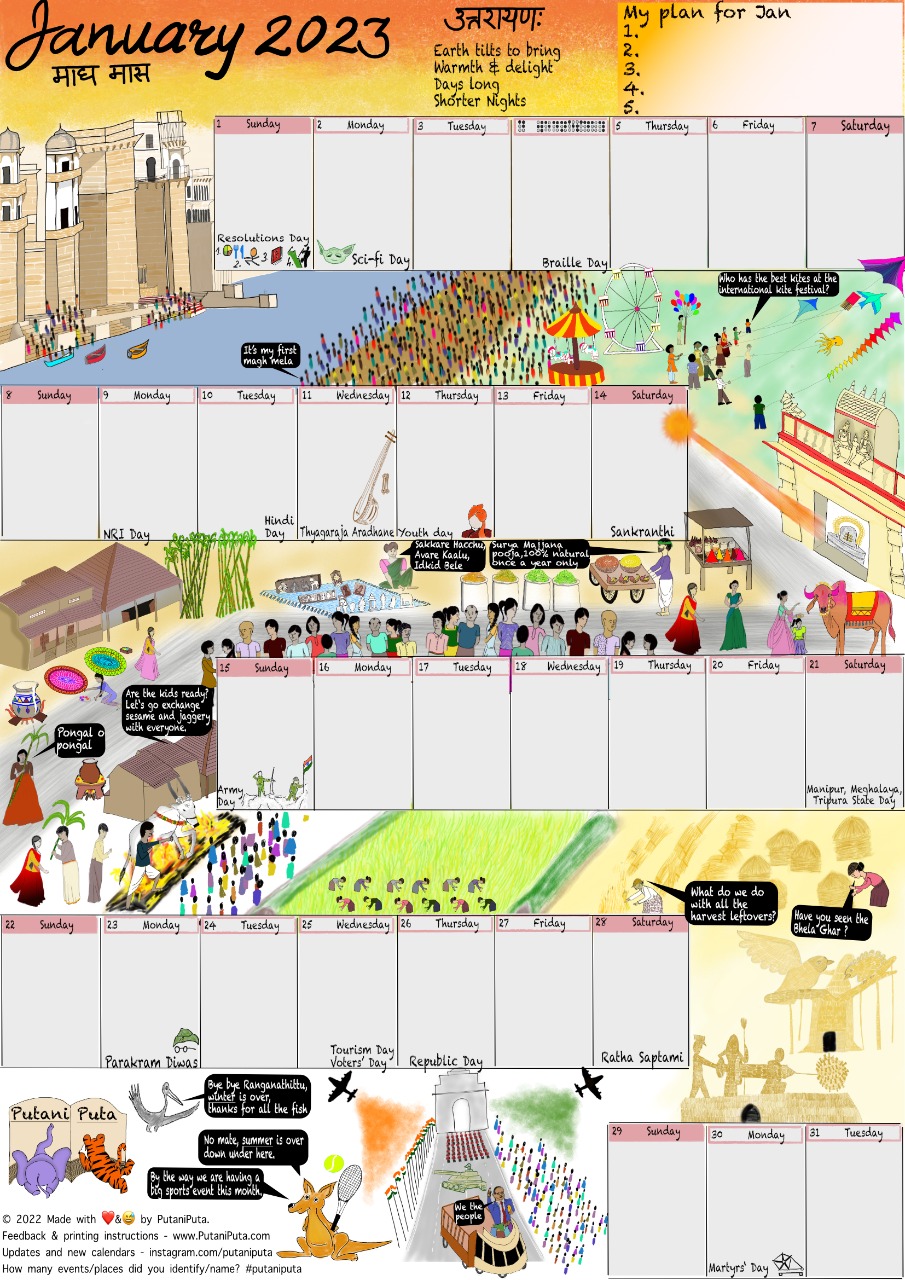 January 2023
माघ मास
उत्तरायण:
Earth tilts to bring
Warmth & delight
Days long
Shorter Nights
My plan for Jan
1.
2.
3.
4.
5.
1 Sunday
2 Monday
3 Tuesday
5 Thursday
6 Friday
7 Saturday
Resolutions Day
1.
2.
3
4.
Sci-fi Day
Braille Day
Who has the best kites at the
international kite festival?
It's my first
magh mela
8 Sunday
9 Monday
10 Tuesday
11 Wednesday
12 Thursday
13 Friday
14 Saturday
NRI Day
Hindi
Day
Thyagaraja Aradhane
Youth day
Sankranthi
Sakkare Hacchu,
Avare Kaalu,
Idkid Bele
Surya Majjana
pooja,100% natural
once a year only
Are the kids ready?
Let's go exchange
sesame and jaggery
with everyone.
Pongal o
pongal
15 Sunday
16 Monday
17 Tuesday
18 Wednesday
19 Thursday
20 Friday
21 Saturday
Army
Day
Manipur, Meghalaya,
Tripura State Day
What do we do
with all the
harvest leftovers?
Have you seen the
Bhela Ghar ?
22 Sunday
23 Monday
24 Tuesday
25 Wednesday
26 Thursday
27 Friday
28 Saturday
Parakram Diwas
Tourism Day
Voters' Day
Republic Day
Ratha Saptami
Putani Puta
Bye bye Ranganathittu,
winter is over,
thanks for all the fish
No mate, summer is over
down under here.
By the way we are having a
big sports event this month.
We the
people
29 Sunday
30 Monday
31 Tuesday
Martyrs' Day
© 2022 Made with ❤️&😅 by PutaniPuta.
Feedback & printing instructions - www.PutaniPuta.com
Updates and new calendars - instagram.com/putaniputa
How many events/places did you identify/name? #putaniputa